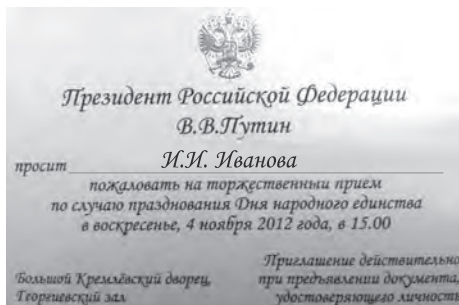 Президент Российской Федерации
В.В.Путин
просит И.И. Иванова
пожаловать на торжественный прием
по случаю празднования Дня народного единства
в воскресенье, 4 ноября 2012 года, в 15.00
Приглашение действительно
Большой Кремлёвский дворец, при предъявлении документа,
Георгиевский зал удостоверяющего личность